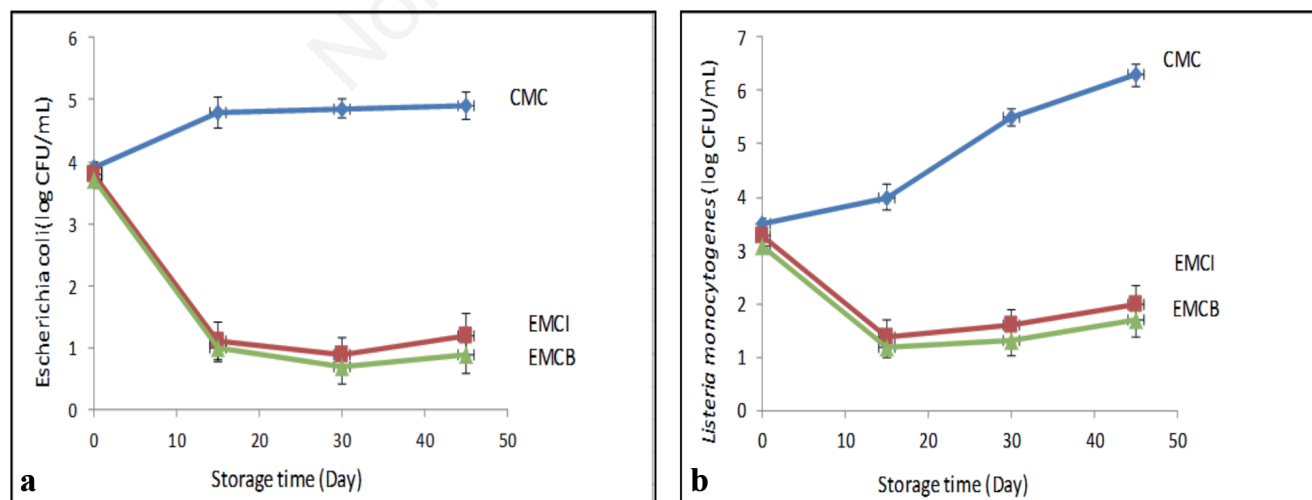 Escherichia coli(log CFU/mL)
6
5
4
3
2
1
0
CMC
EMCI
EMCB
0 10 20 30 40 50
Storage time (Day)
a
Listeria monocytogenes (log CFU/mL)
7
6
5
4
3
2
1
0
CMC
EMCI
EMCB
0 10 20 30 40 50
Storage time (Day)
b